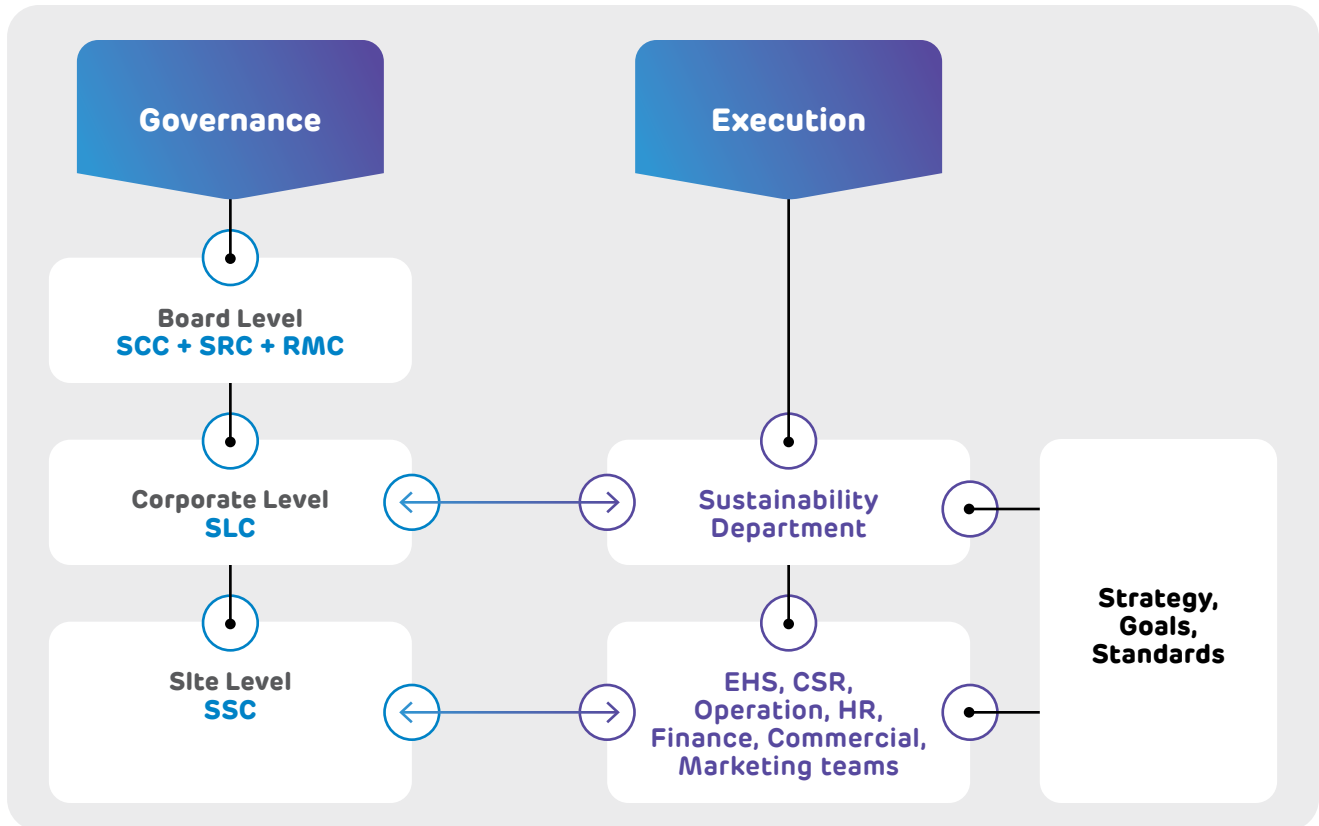 Governance
Execution
Board Level
SCC + SRC + RMC
Corporate Level
SLC
Sustainability
Department
SIte Level
SSC
EHS, CSR,
Operation, HR,
Finance, Commercial,
Marketing teams
Strategy,
Goals,
Standards